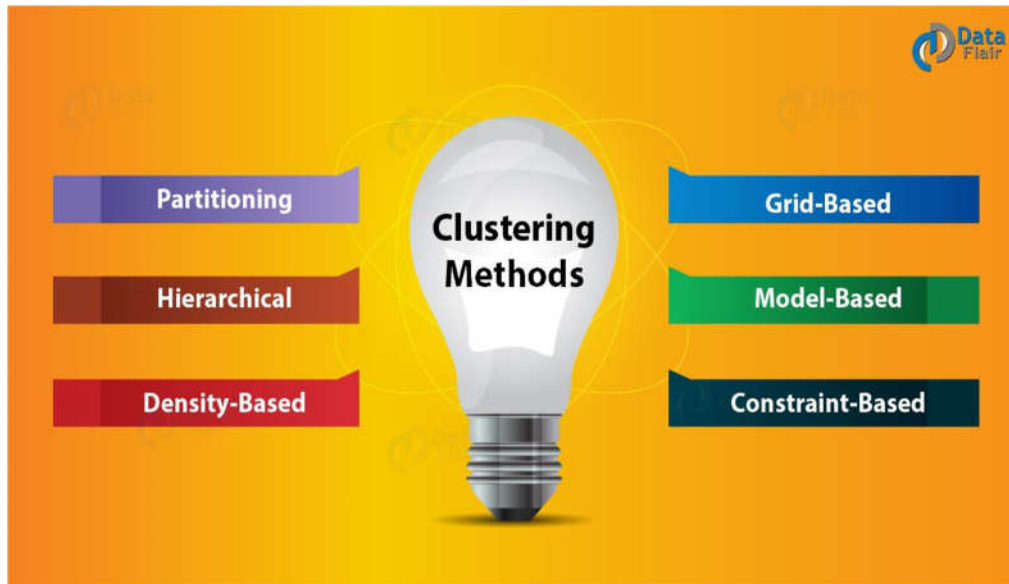 Data
Flair
Clustering
Methods
Partitioning
Hierarchical
Density-Based
Grid-Based
Model-Based
Constraint-Based